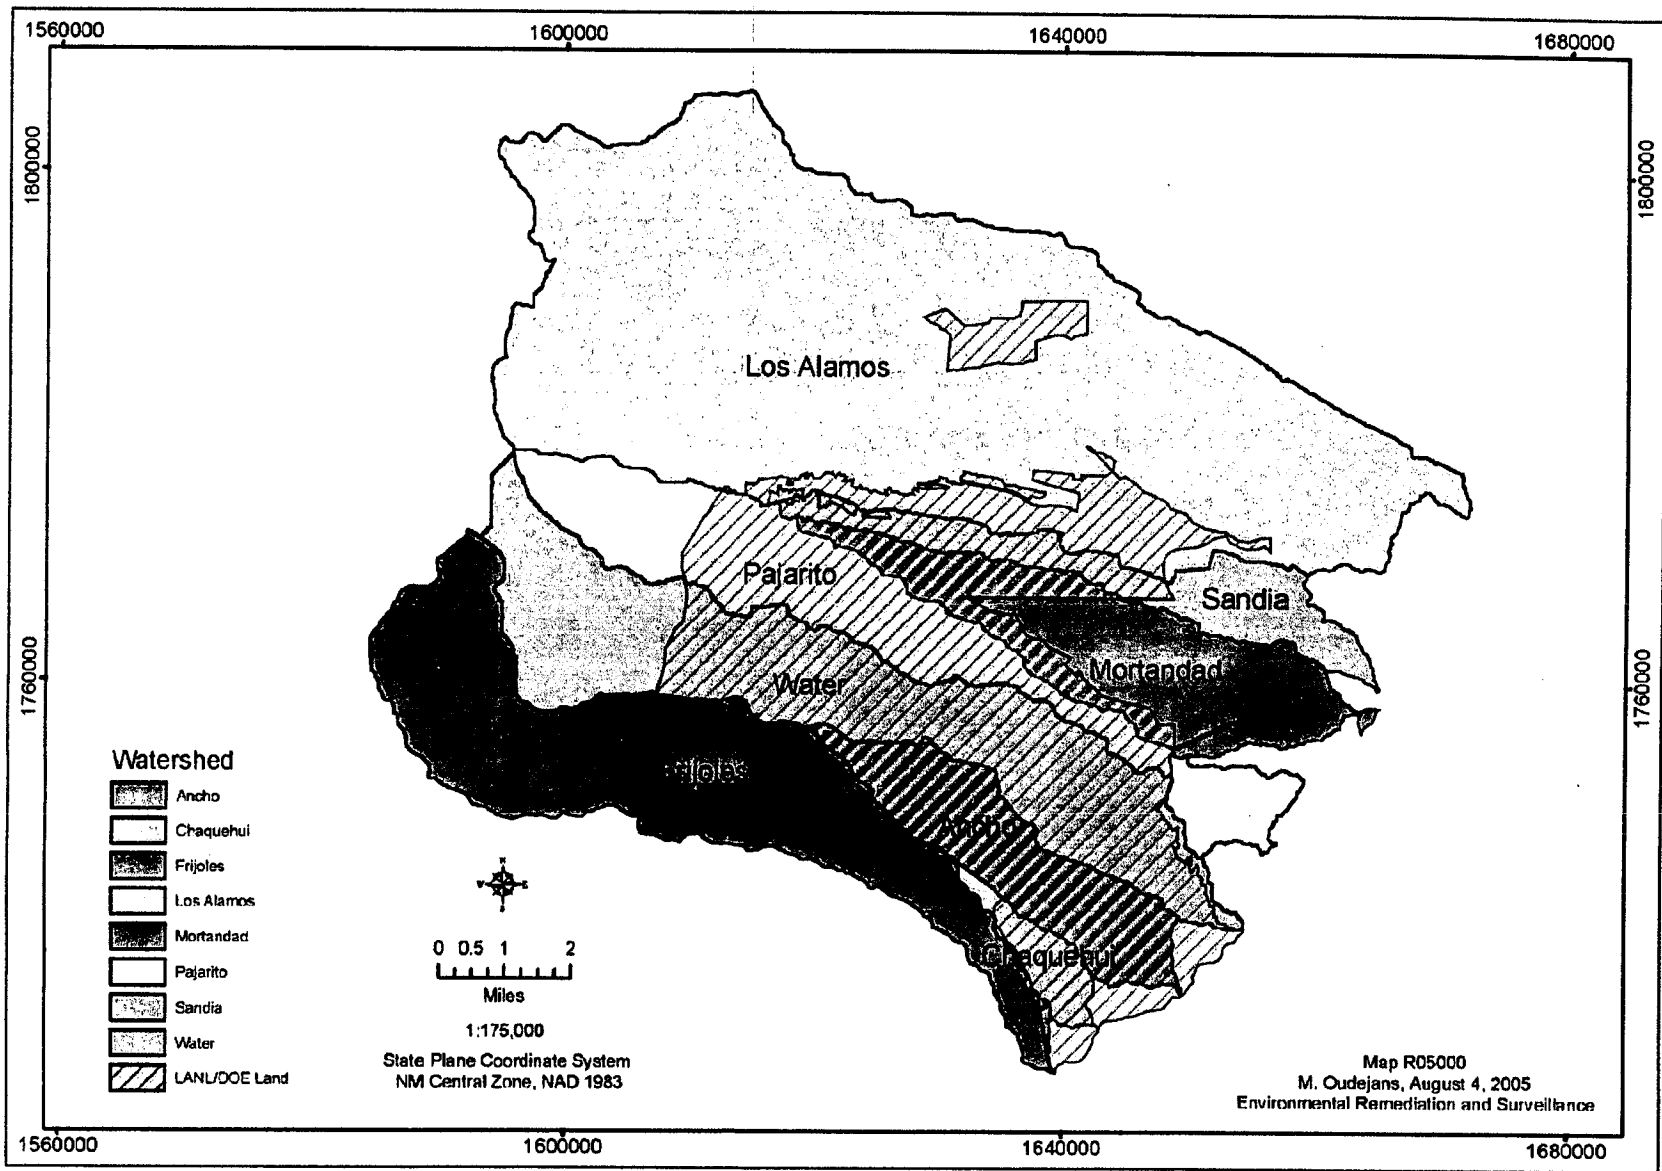 1560000
1600000
1640000
1680000
1800000
1800000
Los Alamos
Pajarito
Sandia
Mortandad
Water
1760000
1760000
Frijoles
Ancho
Chaquehui
Watershed
Ancho
Chaquehui
Frijoles
Los Alamos
Mortandad
Pajarito
Sandia
Water
LANL/DOE Land
N
E
S
0 0.5 1 2
Miles
1:175,000
State Plane Coordinate System
NM Central Zone, NAD 1983
Map R05000
M. Oudejans, August 4, 2005
Environmental Remediation and Surveillance
1560000
1600000
1640000
1680000